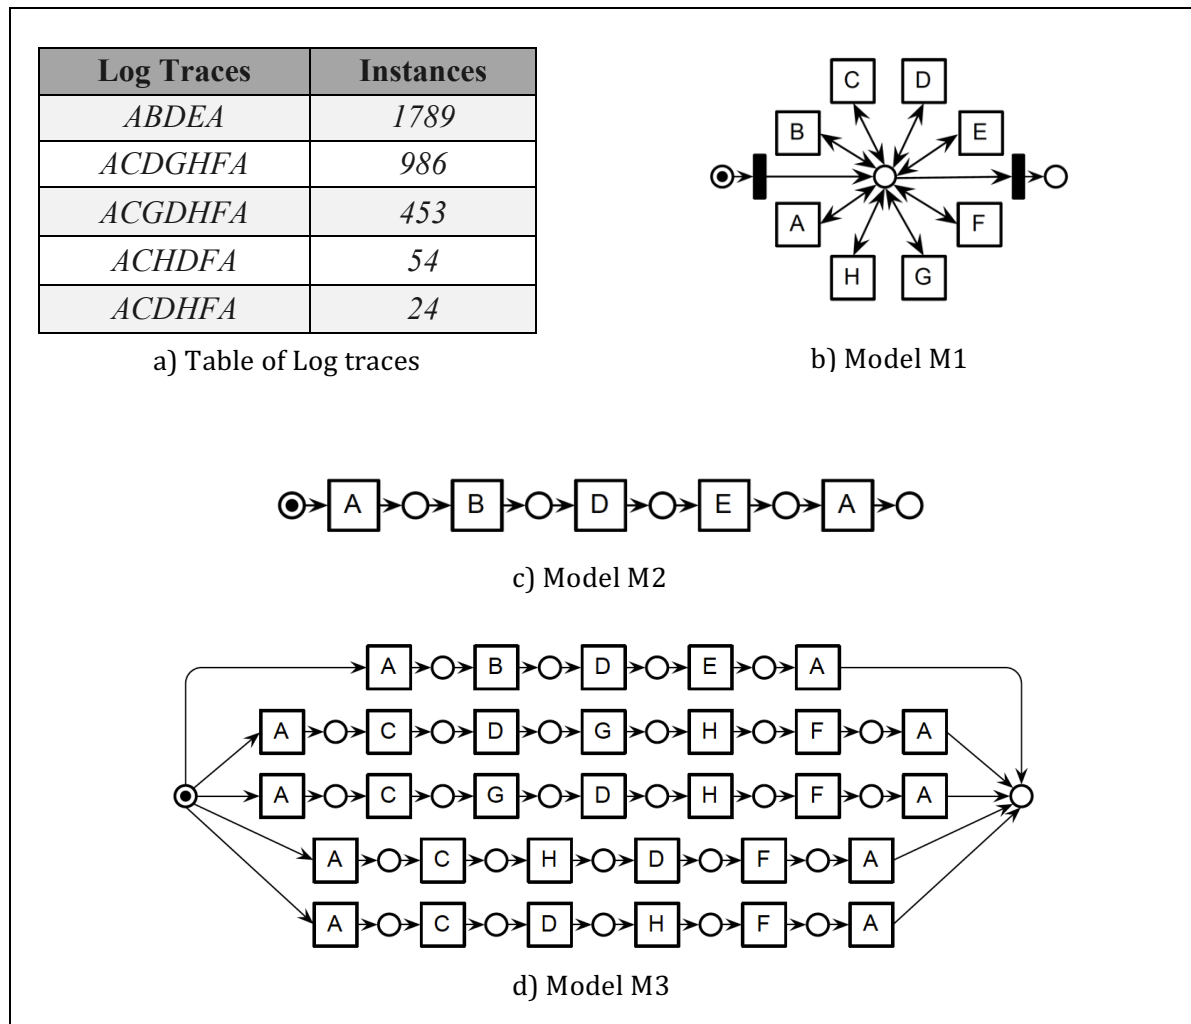 Log Traces Instances
ABDEA 1789
ACDGHFA 986
ACGDHFA 453
ACHDFA 54
ACDHFA 24
a) Table of Log traces
C D
B E
A F
H G
b) Model M1
A B D E A
c) Model M2
A B D E A
A C D G H F A
A C G D H F A
A C H D F A
A C D H F A
d) Model M3